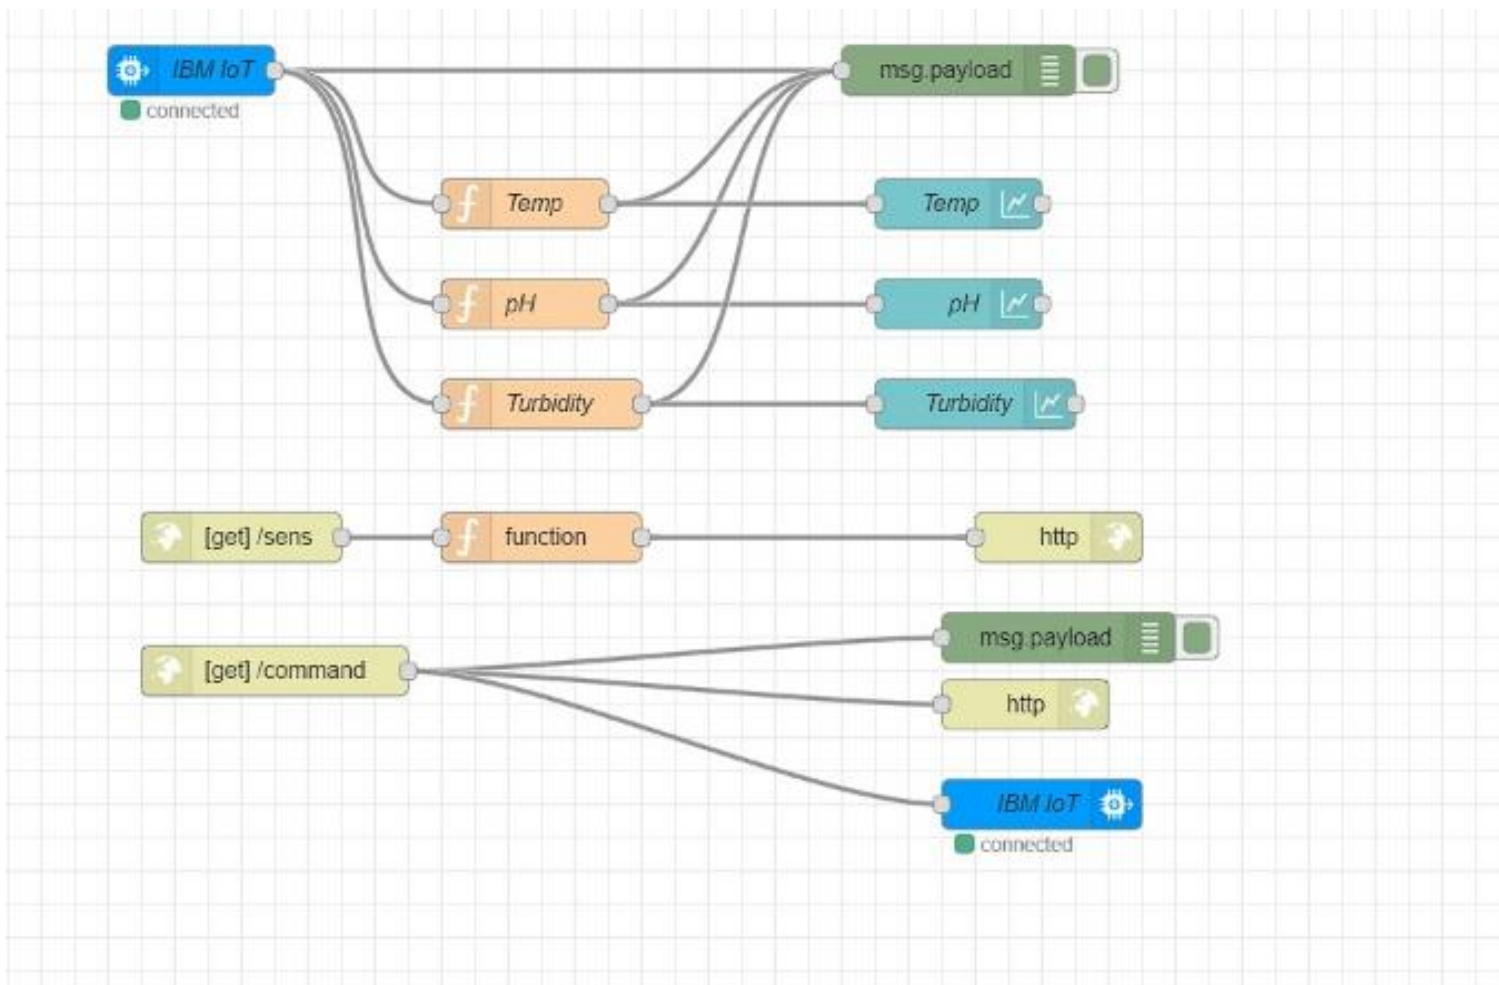 IBM IoT
msg.payload
connected
Temp
Temp
pH
pH
Turbidity
Turbidity
[get] /sens
function
http
msg.payload
[get] /command
http
IBM IoT
connected